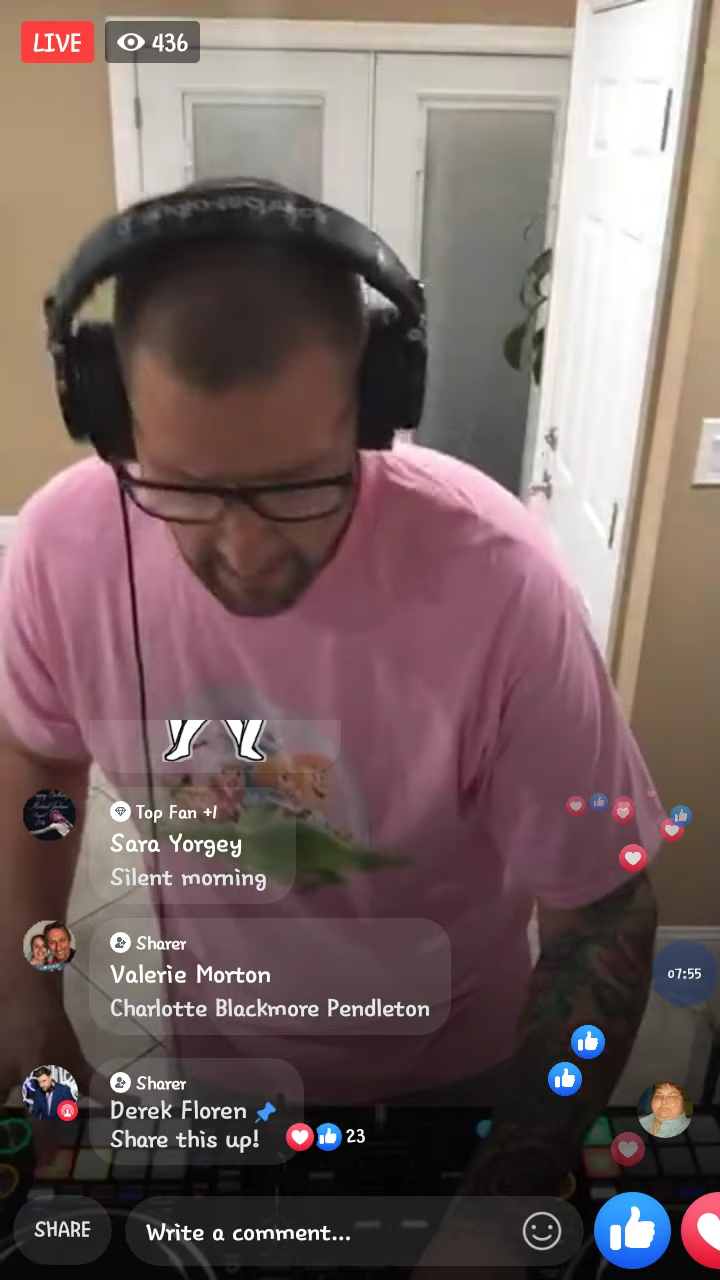 LIVE
436
Top Fan +1
Sara Yorgey
Silent morning
Sharer
Valerie Morton
Charlotte Blackmore Pendleton
07:55
Sharer
Derek Floren
Share this up!
23
SHARE
Write a comment...